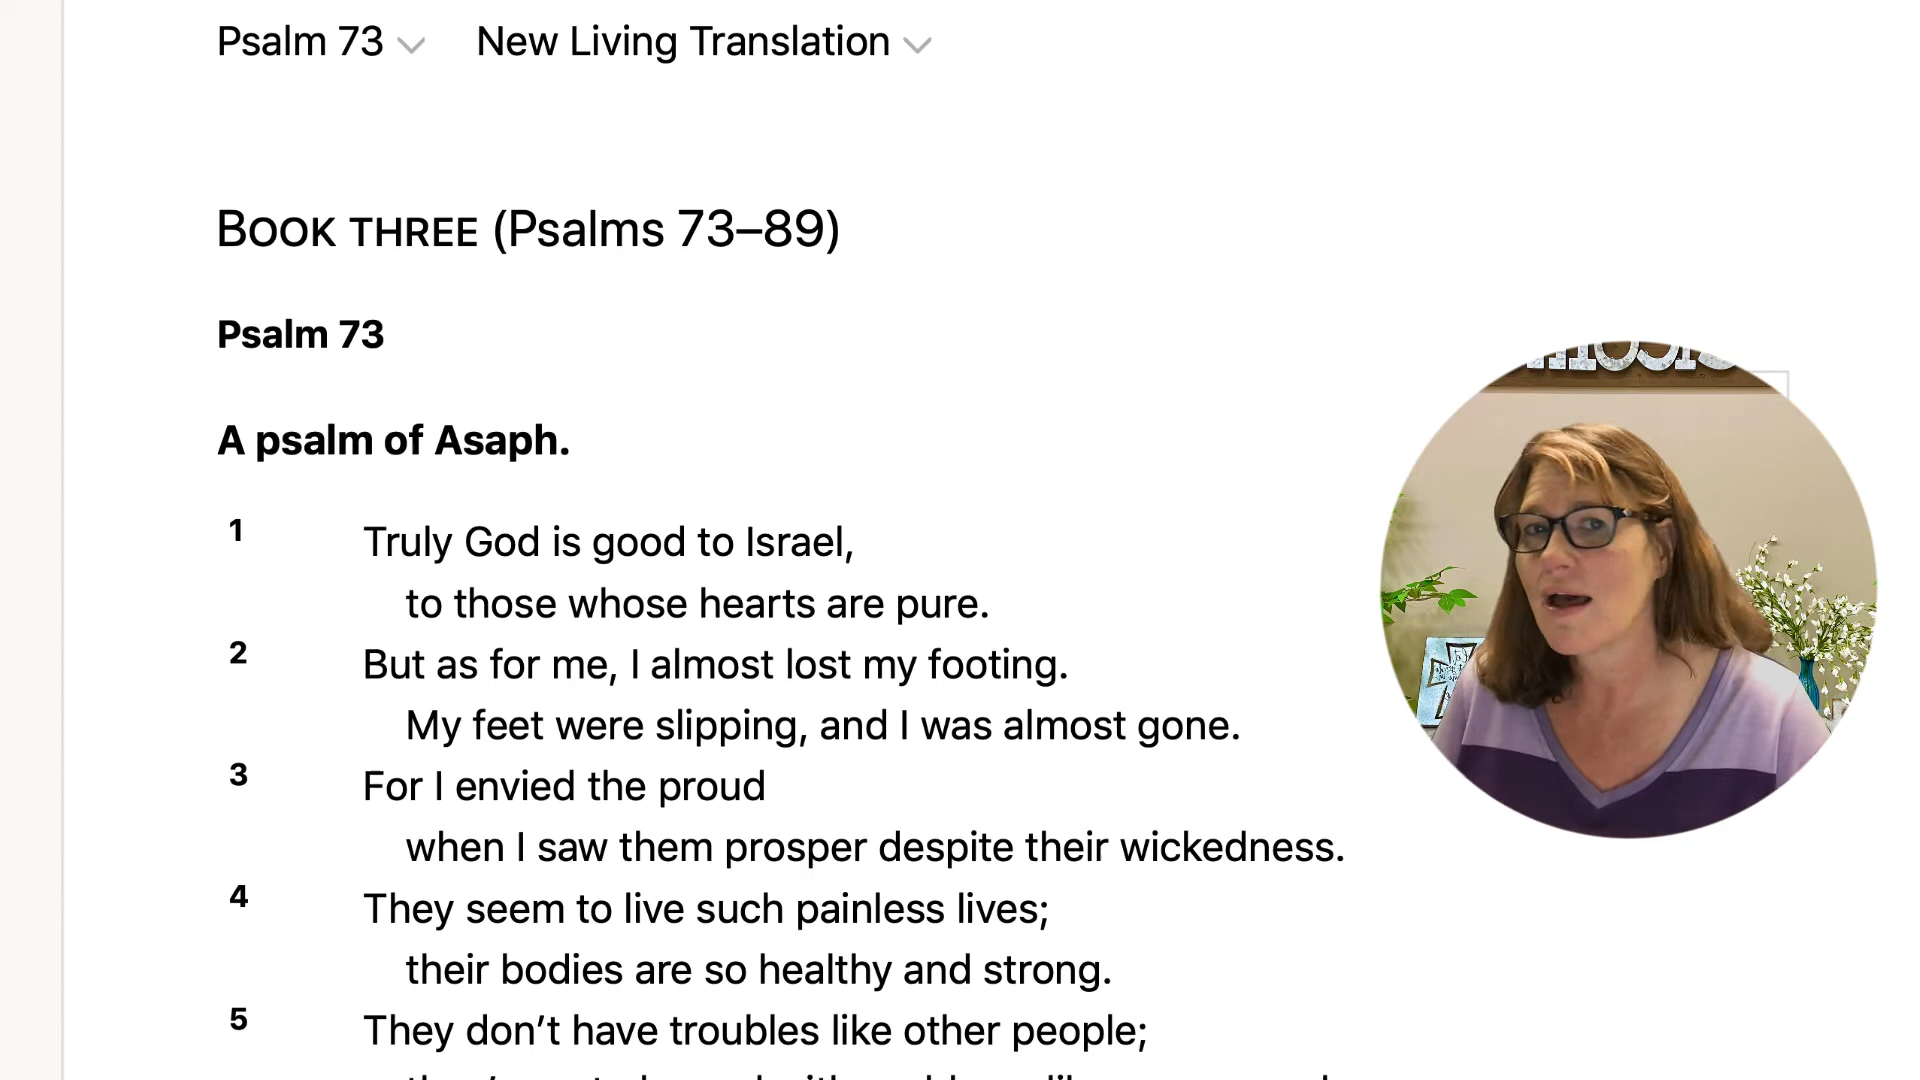 Psalm 73 New Living Translation
BOOK THREE (Psalms 73–89)
Psalm 73
A psalm of Asaph.
1 Truly God is good to Israel,
to those whose hearts are pure.
2 But as for me, I almost lost my footing.
My feet were slipping, and I was almost gone.
3 For I envied the proud
when I saw them prosper despite their wickedness.
4 They seem to live such painless lives;
their bodies are so healthy and strong.
5 They don’t have troubles like other people;